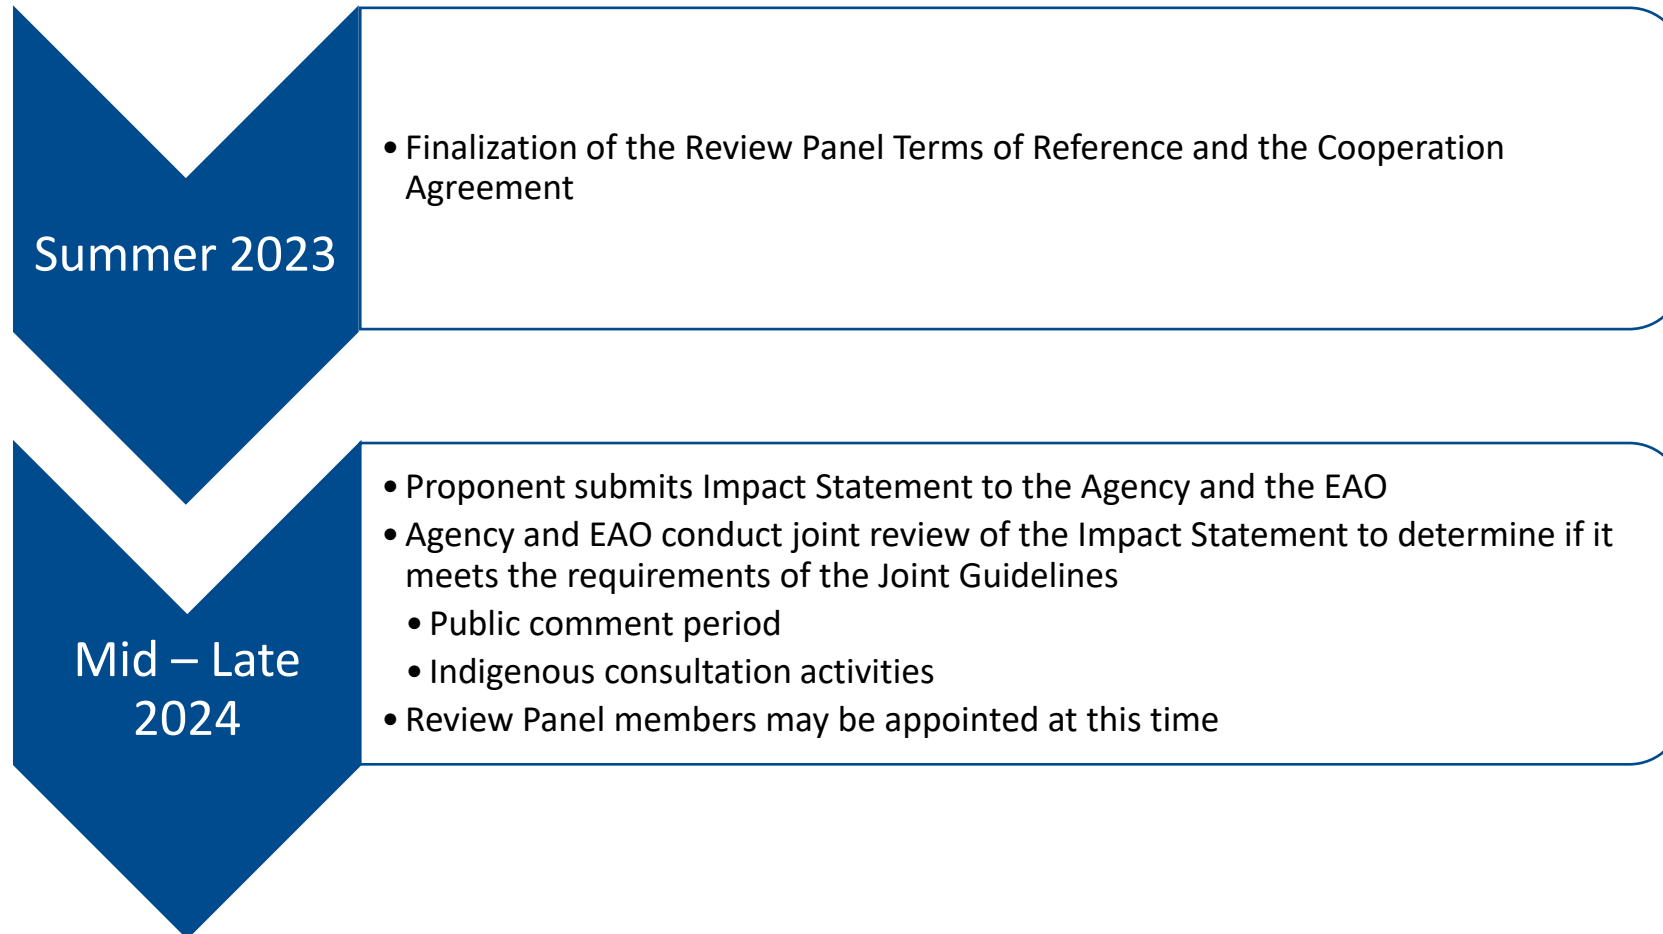 Summer 2023
• Finalization of the Review Panel Terms of Reference and the Cooperation
Agreement
Mid – Late
2024
• Proponent submits Impact Statement to the Agency and the EAO
• Agency and EAO conduct joint review of the Impact Statement to determine if it
meets the requirements of the Joint Guidelines
• Public comment period
• Indigenous consultation activities
• Review Panel members may be appointed at this time